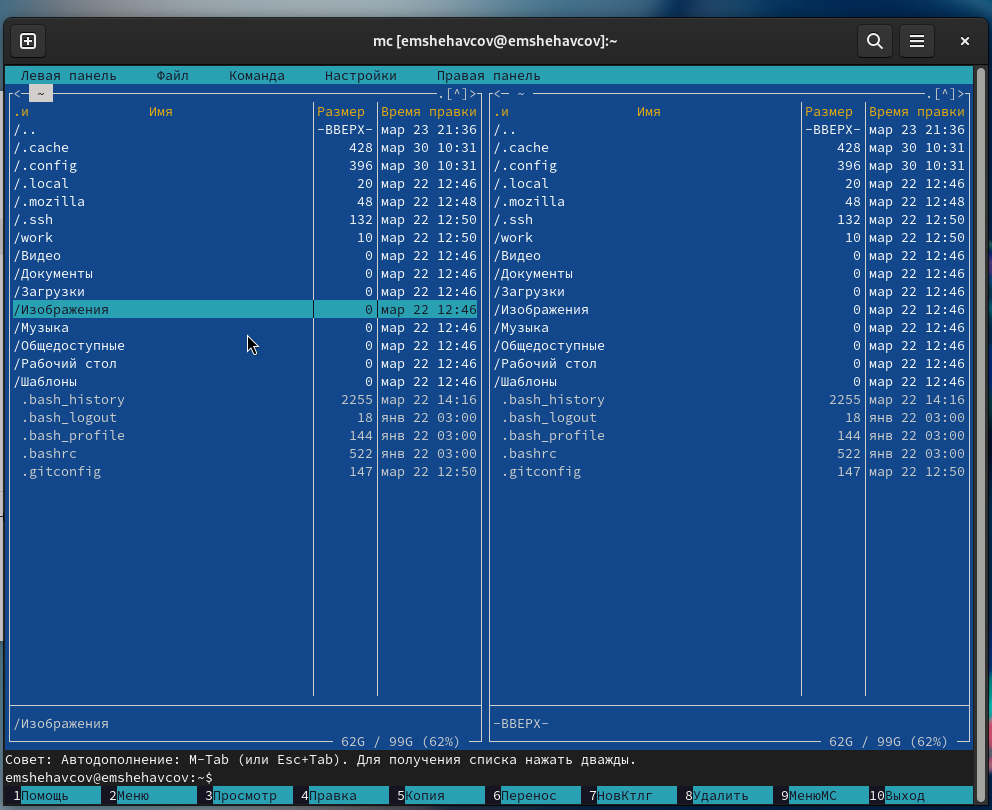 mc [emshehavcov@emshehavcov]:~
Левая панель Файл Команда Настройки Правая панель
<─ ~ .[^]> <─ ~ .[^]>
.и Имя Размер Время правки .и Имя Размер Время правки
/.. -ВВЕРХ- мар 23 21:36 /.. -ВВЕРХ- мар 23 21:36
/.cache 428 мар 30 10:31 /.cache 428 мар 30 10:31
/.config 396 мар 30 10:31 /.config 396 мар 30 10:31
/.local 20 мар 22 12:46 /.local 20 мар 22 12:46
/.mozilla 48 мар 22 12:48 /.mozilla 48 мар 22 12:48
/.ssh 132 мар 22 12:50 /.ssh 132 мар 22 12:50
/work 10 мар 22 12:50 /work 10 мар 22 12:50
/Видео 0 мар 22 12:46 /Видео 0 мар 22 12:46
/Документы 0 мар 22 12:46 /Документы 0 мар 22 12:46
/Загрузки 0 мар 22 12:46 /Загрузки 0 мар 22 12:46
/Изображения 0 мар 22 12:46 /Изображения 0 мар 22 12:46
/Музыка 0 мар 22 12:46 /Музыка 0 мар 22 12:46
/Общедоступные 0 мар 22 12:46 /Общедоступные 0 мар 22 12:46
/Рабочий стол 0 мар 22 12:46 /Рабочий стол 0 мар 22 12:46
/Шаблоны 0 мар 22 12:46 /Шаблоны 0 мар 22 12:46
.bash_history 2255 мар 22 14:16 .bash_history 2255 мар 22 14:16
.bash_logout 18 янв 22 03:00 .bash_logout 18 янв 22 03:00
.bash_profile 144 янв 22 03:00 .bash_profile 144 янв 22 03:00
.bashrc 522 янв 22 03:00 .bashrc 522 янв 22 03:00
.gitconfig 147 мар 22 12:50 .gitconfig 147 мар 22 12:50
/Изображения -ВВЕРХ-
62G / 99G (62%) 62G / 99G (62%)
Совет: Автодополнение: M-Tab (или Esc+Tab). Для получения списка нажать дважды.
emshehavcov@emshehavcov:~$
1Помощь 2Меню 3Просмотр 4Правка 5Копия 6Перенос 7НовКтлг 8Удалить 9МенюМС 10Выход